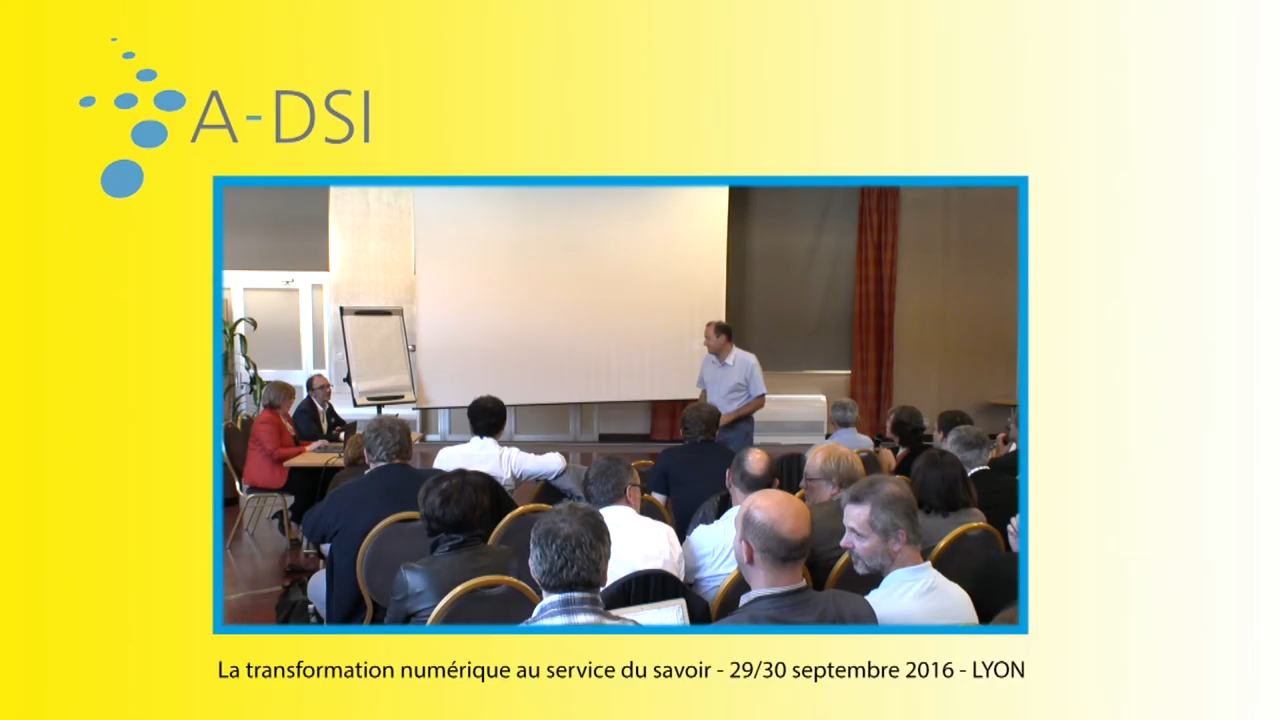 A-DSI
La transformation numérique au service du savoir - 29/30 septembre 2016 - LYON